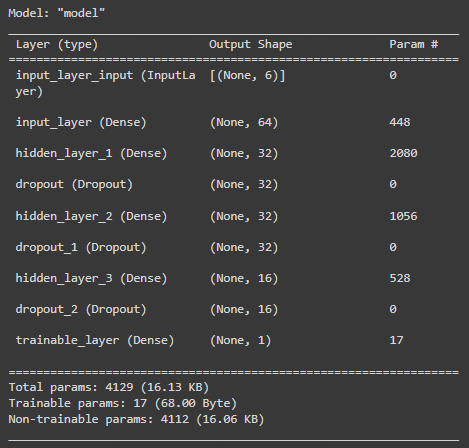 Model: "model"
Layer (type) Output Shape Param #
input_layer_input (InputLa [(None, 6)] 0
yer)
input_layer (Dense) (None, 64) 448
hidden_layer_1 (Dense) (None, 32) 2080
dropout (Dropout) (None, 32) 0
hidden_layer_2 (Dense) (None, 32) 1056
dropout_1 (Dropout) (None, 32) 0
hidden_layer_3 (Dense) (None, 16) 528
dropout_2 (Dropout) (None, 16) 0
trainable_layer (Dense) (None, 1) 17
Total params: 4129 (16.13 KB)
Trainable params: 17 (68.00 Byte)
Non-trainable params: 4112 (16.06 KB)